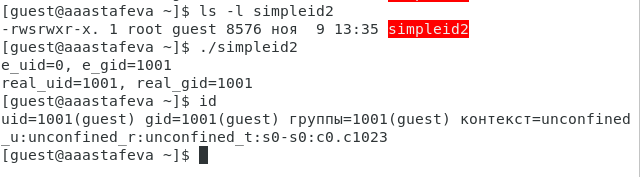 [guest@aaastafeva ~]$ ls -l simpleid2
-rwsrwxr-x. 1 root guest 8576 ноя  9 13:35 simpleid2
[guest@aaastafeva ~]$ ./simpleid2
e_uid=0, e_gid=1001
real_uid=1001, real_gid=1001
[guest@aaastafeva ~]$ id
uid=1001(guest) gid=1001(guest) группы=1001(guest) контекст=unconfined
_u:unconfined_r:unconfined_t:s0-s0:c0.c1023
[guest@aaastafeva ~]$